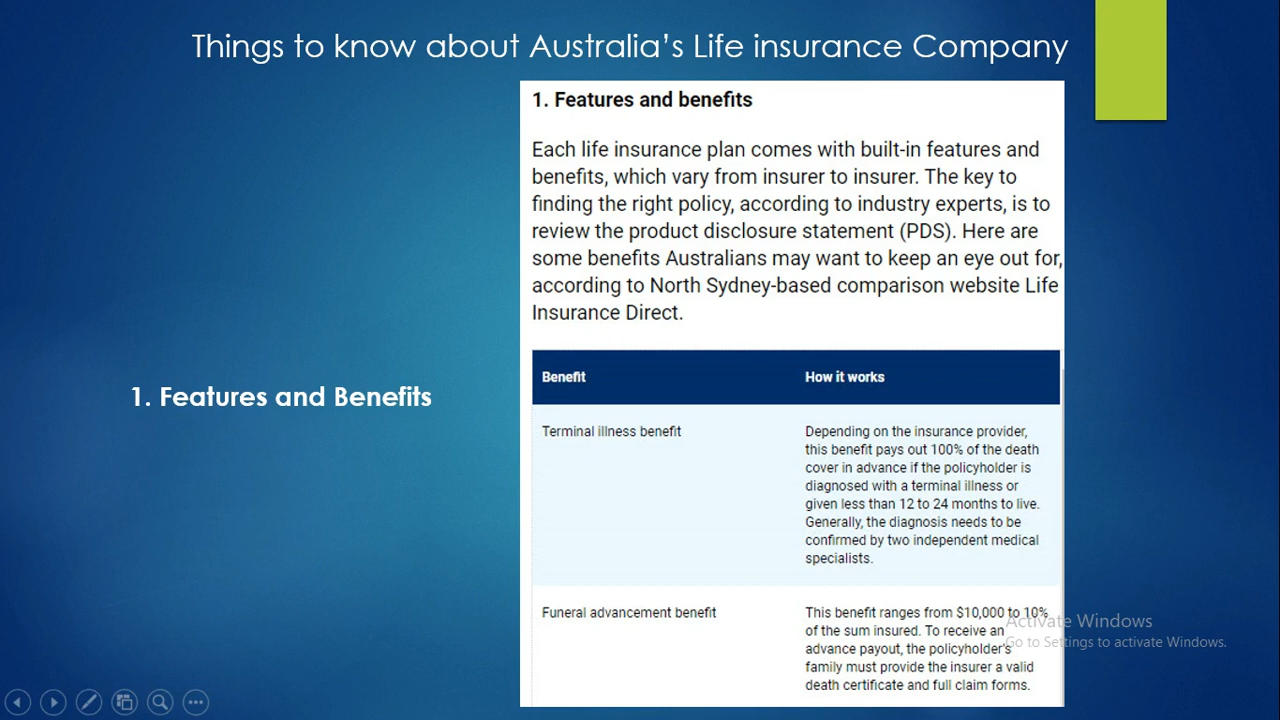 Things to know about Australia's Life insurance Company
1. Features and Benefits
1. Features and benefits
Each life insurance plan comes with built-in features and
benefits, which vary from insurer to insurer. The key to
finding the right policy, according to industry experts, is to
review the product disclosure statement (PDS). Here are
some benefits Australians may want to keep an eye out for,
according to North Sydney-based comparison website Life
Insurance Direct.
Benefit
How it works
Terminal illness benefit
Depending on the insurance provider,
this benefit pays out 100% of the death
cover in advance if the policyholder is
diagnosed with a terminal illness or
given less than 12 to 24 months to live.
Generally, the diagnosis needs to be
confirmed by two independent medical
specialists.
Funeral advancement benefit
This benefit ranges from $10,000 to 10%
of the sum insured. To receive an
advance payout, the policyholder's
family must provide the insurer a valid
death certificate and full claim forms.
Activate Windows
Go to Settings to activate Windows.